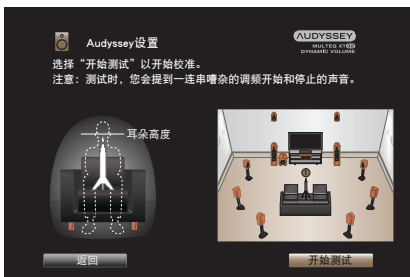 Audyssey设置
AUDYSSEY
MULTEQ XT32
DYNAMIC VOLUME
选择“开始测试”以开始校准。
注意：测试时，您会提到一连串嘈杂的调频开始和停止的声音。
耳朵高度
返回
开始测试